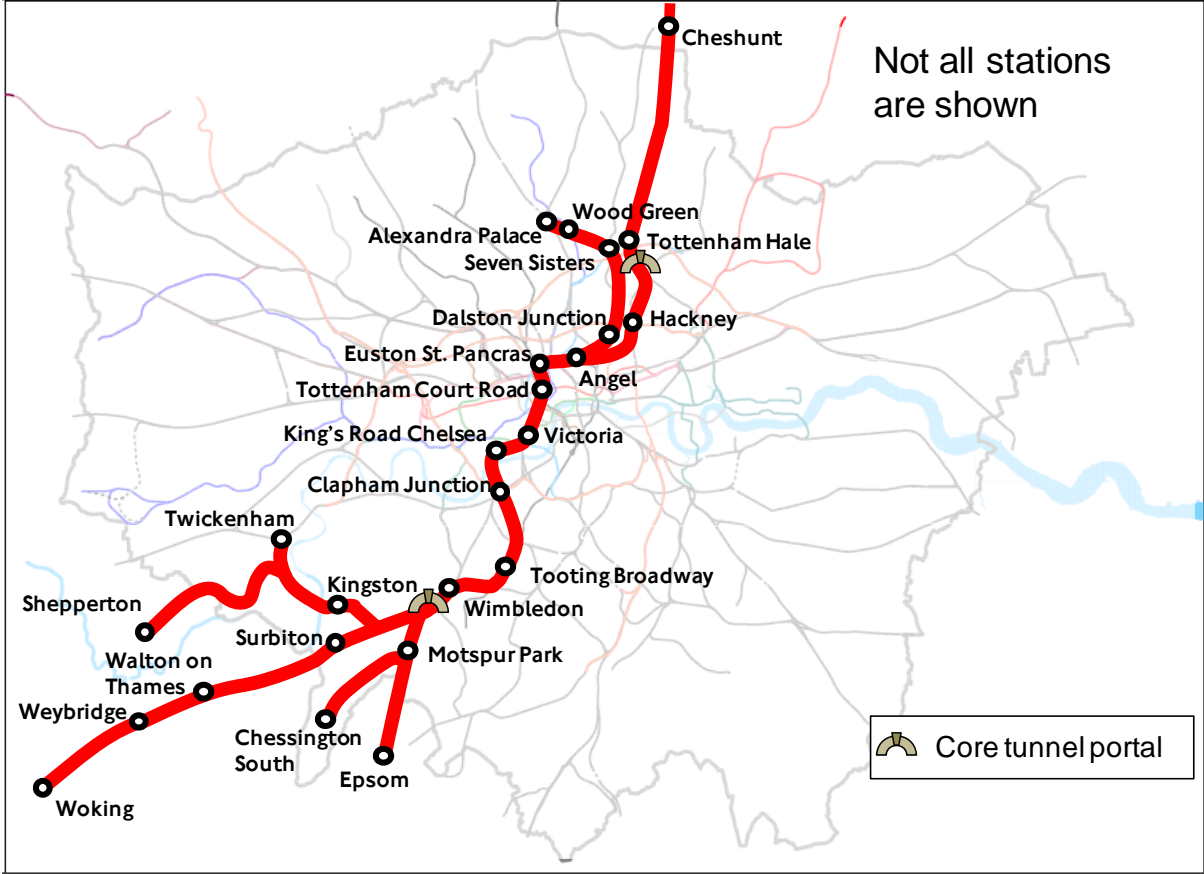 Cheshunt
Not all stations
are shown
Wood Green
Alexandra Palace
Tottenham Hale
Seven Sisters
Dalston Junction
Hackney
Euston St. Pancras
Angel
Tottenham Court Road
King's Road Chelsea
Victoria
Clapham Junction
Twickenham
Tooting Broadway
Kingston
Shepperton
Wimbledon
Surbiton
Motspur Park
Walton on
Thames
Weybridge
Chessington
South
Epsom
Core tunnel portal
Woking